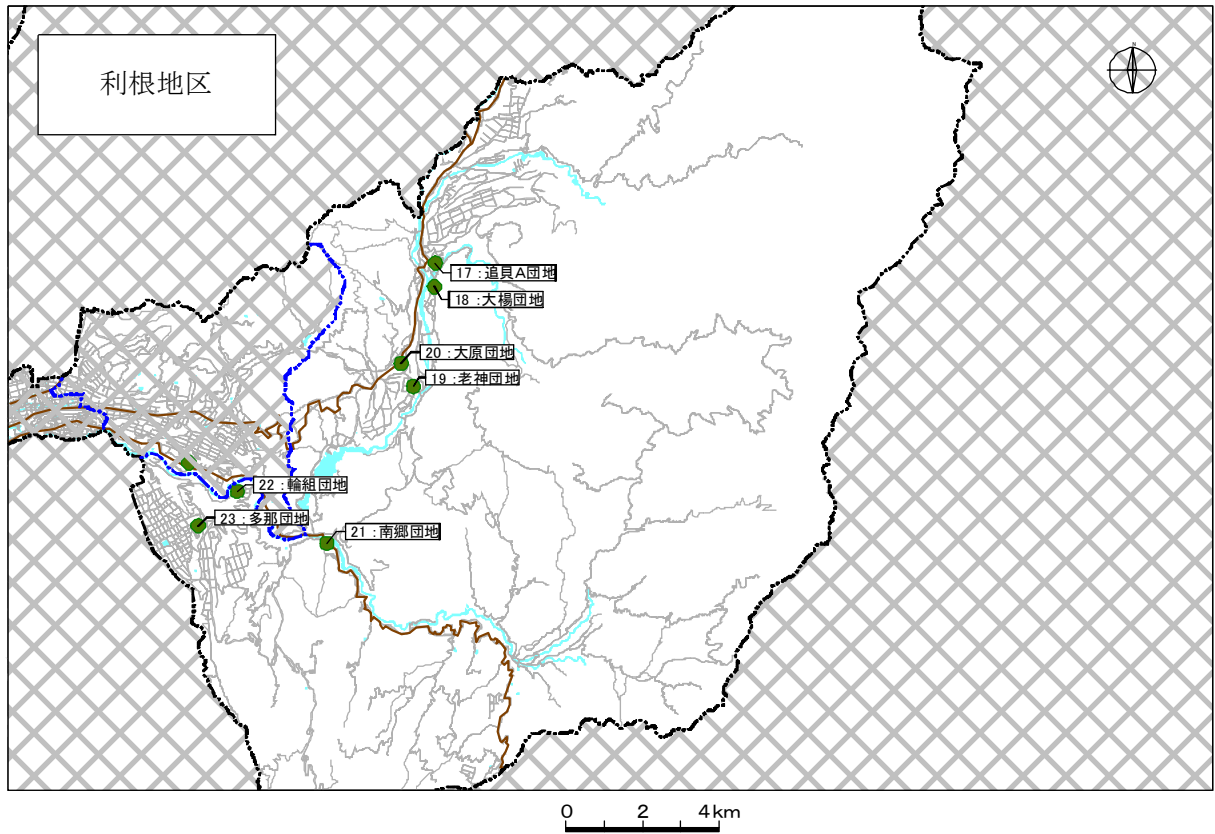 利根地区
N
17：追貝A団地
18：大楊団地
20：大原団地
19：老神団地
22：輪組団地
23：多那団地
21：南郷団地
0 2 4km